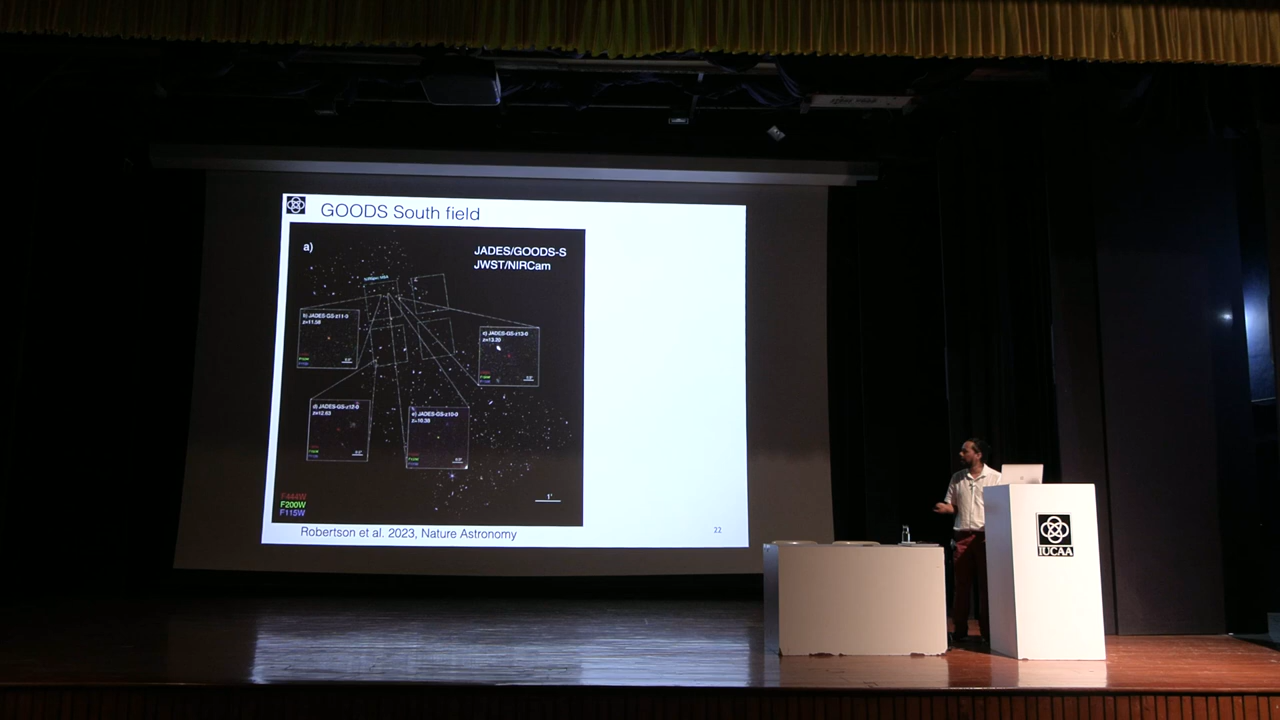 GOODS South field
a)
JADES/GOODS-S
JWST/NIRCam
b) JADES-GS-z11-0
z=11.58
c) JADES-GS-z13-0
z=13.20
d) JADES-GS-z12-0
z=12.63
e) JADES-GS-z10-0
z=10.38
1'
F444W
F200W
F115W
Robertson et al. 2023, Nature Astronomy
22
IUCAA